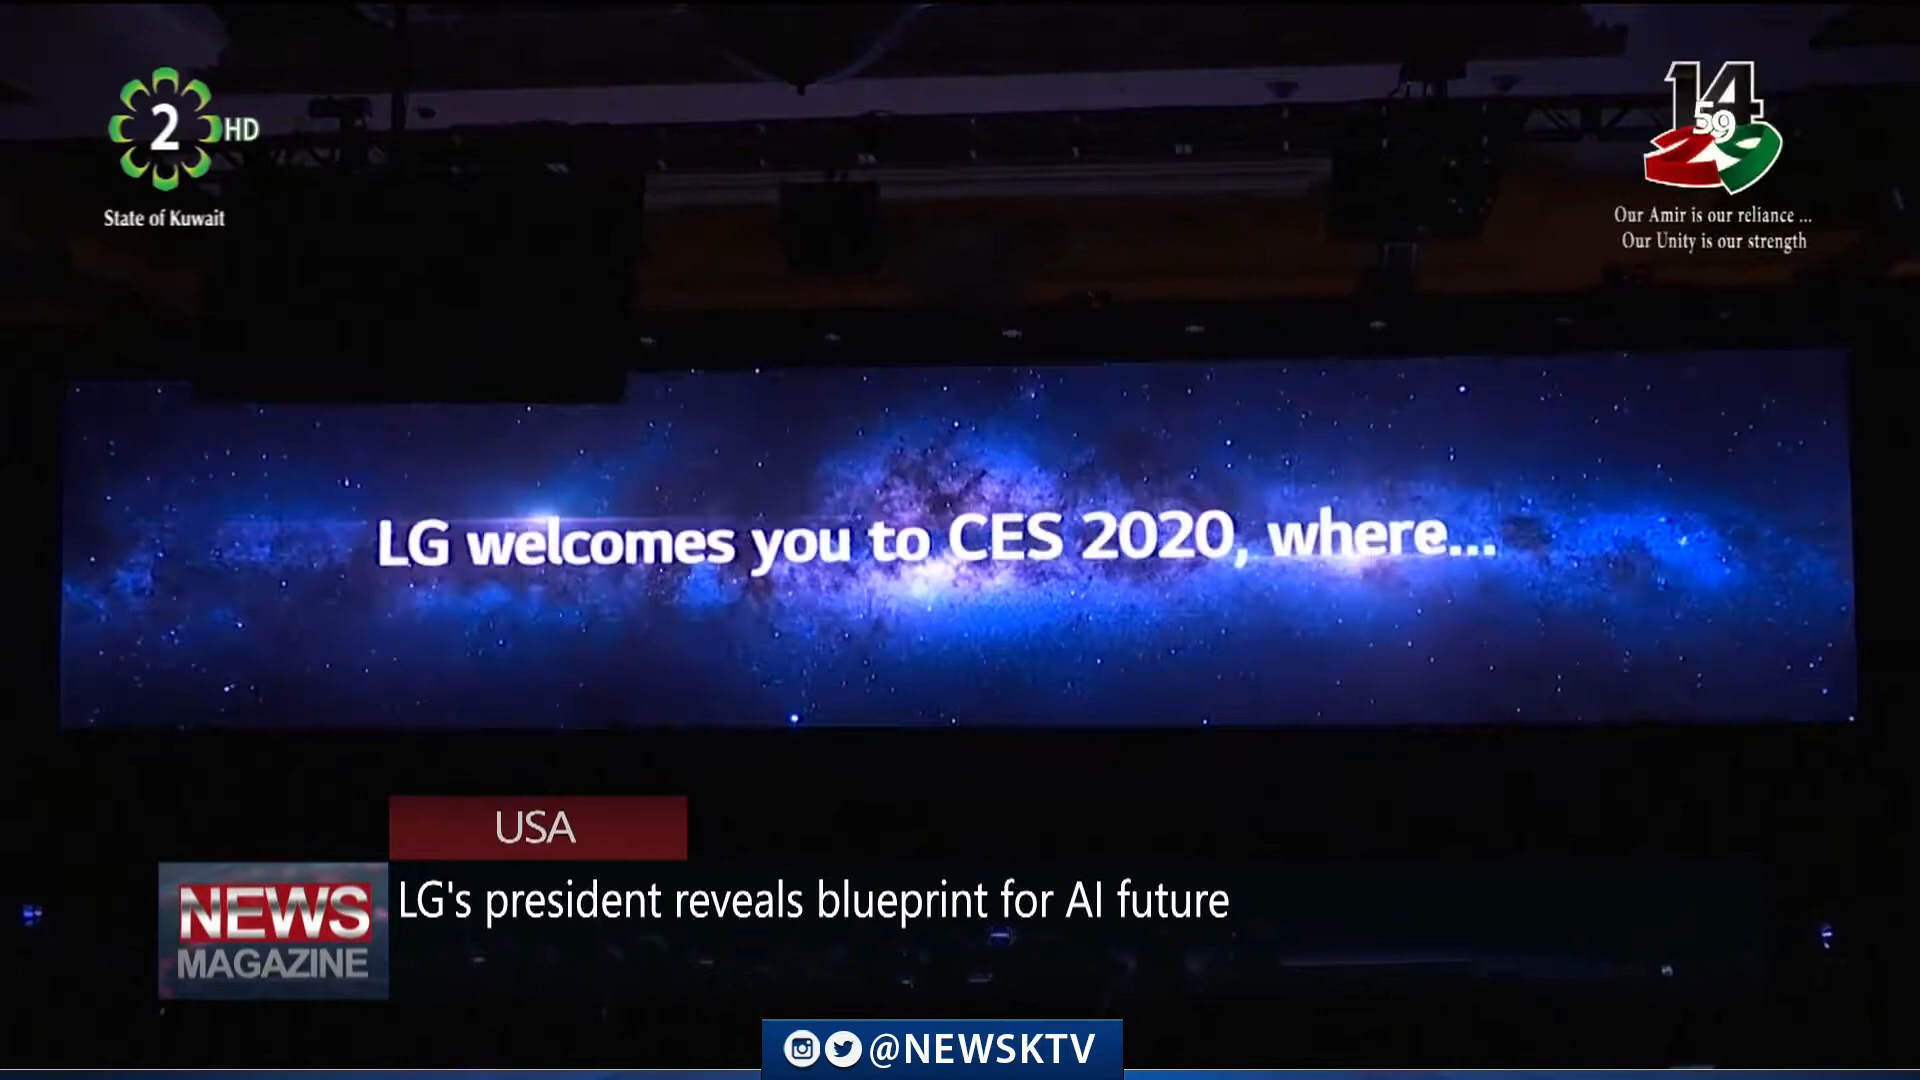 2 HD
State of Kuwait
14
59
29
Our Amir is our reliance ...
Our Unity is our strength
LG welcomes you to CES 2020, where...
USA
NEWS
MAGAZINE
LG's president reveals blueprint for AI future
@NEWSKTV